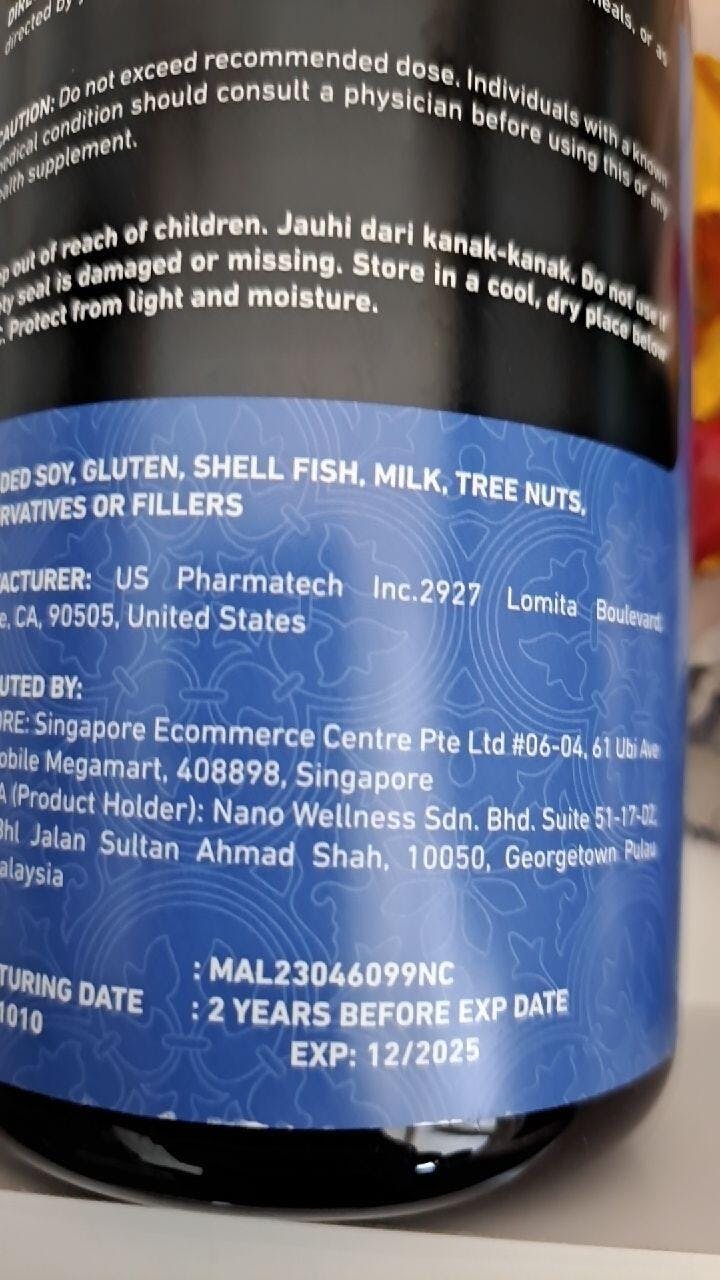 directed by
meals, or as
CAUTION: Do not exceed recommended dose. Individuals with a known
medical condition should consult a physician before using this or any
health supplement.
p out of reach of children. Jauhi dari kanak-kanak. Do not use if
ty seal is damaged or missing. Store in a cool, dry place below
. Protect from light and moisture.
DED SOY, GLUTEN, SHELL FISH, MILK, TREE NUTS,
RVATIVES OR FILLERS
ACTURER: US Pharmatech Inc.2927 Lomita Boulevard,
e, CA, 90505, United States
UTED BY:
ORE: Singapore Ecommerce Centre Pte Ltd #06-04, 61 Ubi Ave
obile Megamart, 408898, Singapore
A (Product Holder): Nano Wellness Sdn. Bhd. Suite 51-17-02,
Bhl Jalan Sultan Ahmad Shah, 10050, Georgetown Pulau
alaysia
: MAL23046099NC
TURING DATE : 2 YEARS BEFORE EXP DATE
1010
EXP: 12/2025